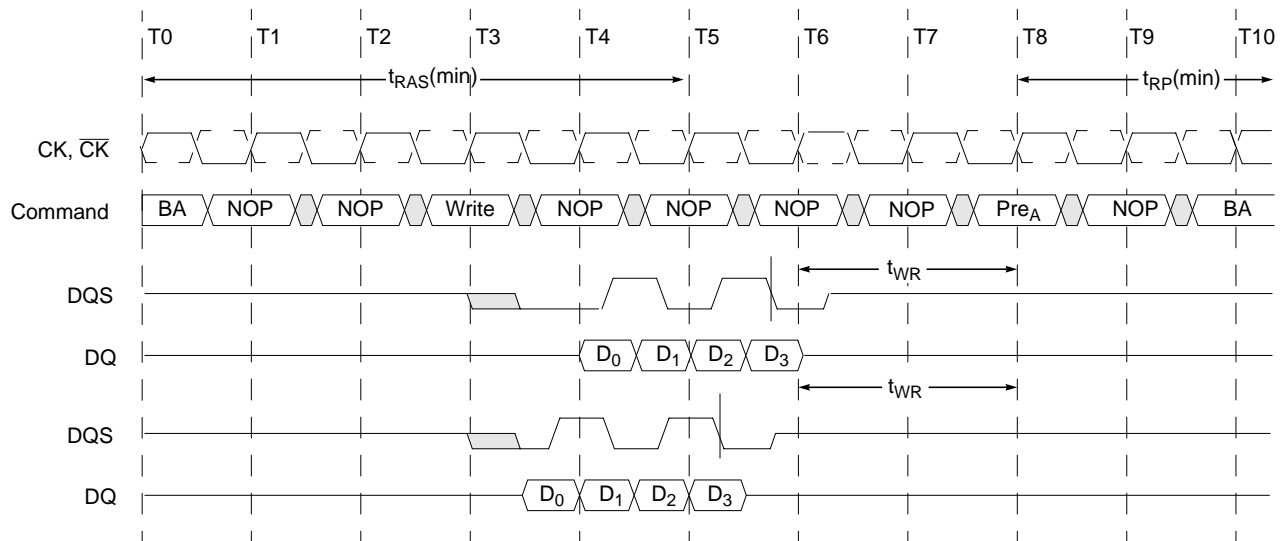 T0 T1 T2 T3 T4 T5 T6 T7 T8 T9 T10
tRAS(min) tRP(min)
CK, C̅K̅
Command BA NOP NOP Write NOP NOP NOP NOP PreA NOP BA
tWR
DQS
DQ D0 D1 D2 D3
tWR
DQS
DQ D0 D1 D2 D3